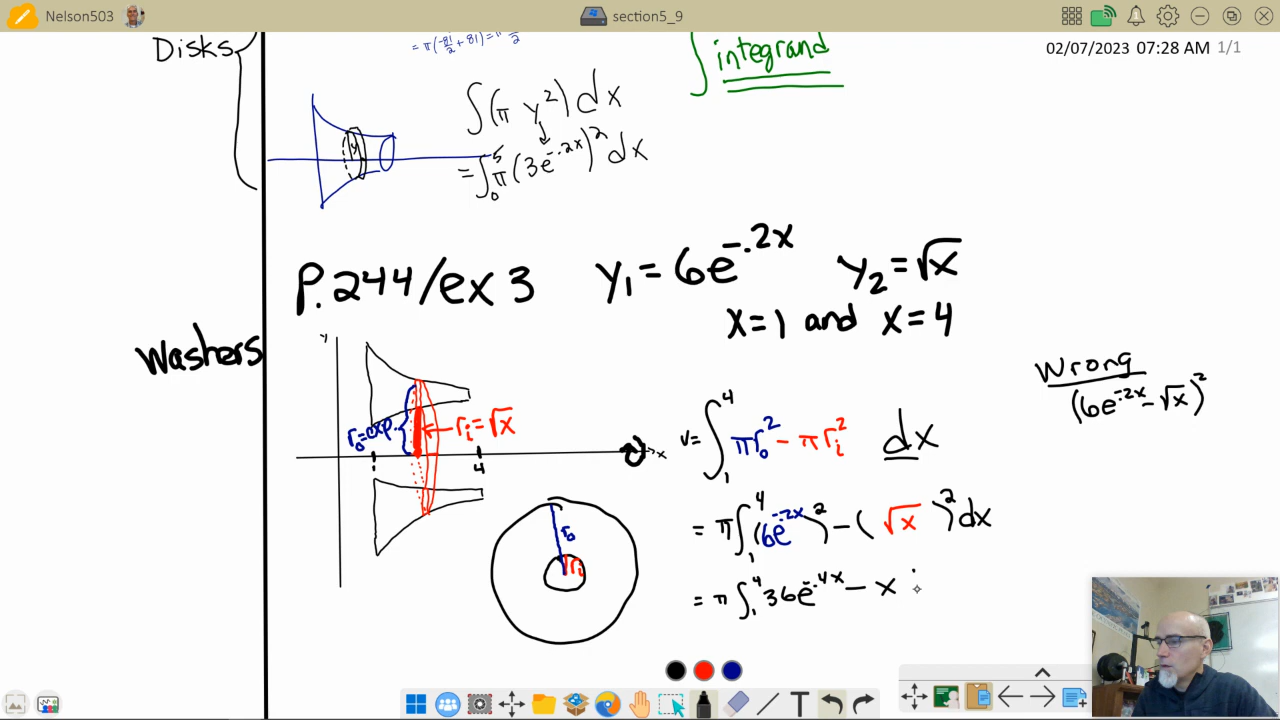 Nelson503
section5_9
02/07/2023 07:28 AM 1/1
Disks
∫ integrand
∫(π y²) dx
= ∫₀⁵ π (3e^-.2x)² dx
P.244/ex 3 y₁ = 6e^-.2x y₂ = √x
x=1 and x=4
Washers
y
r₀=exp.
rᵢ = √x
4
x
r₀
rᵢ
V= ∫₁⁴ πr₀² - πrᵢ² dx
= π∫₁⁴ (6e^-.2x)² - (√x)² dx
= π∫₁⁴ 36e^-.4x - x
Wrong
(6e^-.2x - √x)²